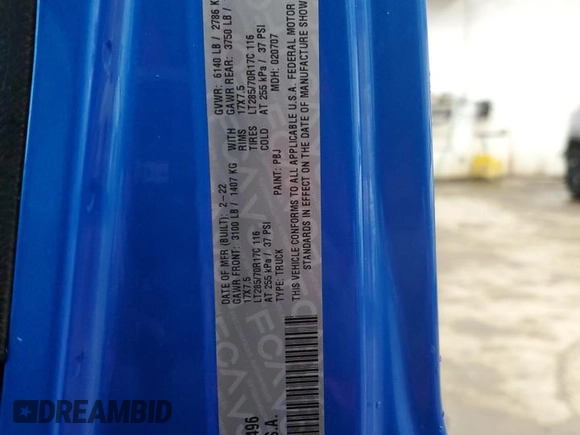 DATE OF MFR (BUILT): 2-22 GVWR: 6140 LB / 2786 K
GAWR FRONT: 3100 LB / 1407 KG WITH GAWR REAR: 3750 LB /
17X7.5 RIMS 17X7.5
LT285/70R17C 116 TIRES LT285/70R17C 116
AT 255 kPa / 37 PSI COLD AT 255 kPa / 37 PSI
TYPE: TRUCK PAINT: PBJ MDH: 020707
THIS VEHICLE CONFORMS TO ALL APPLICABLE U.S.A. FEDERAL MOTOR
STANDARDS IN EFFECT ON THE DATE OF MANUFACTURE SHOW
496
S.A.
FCA
DREAMBID